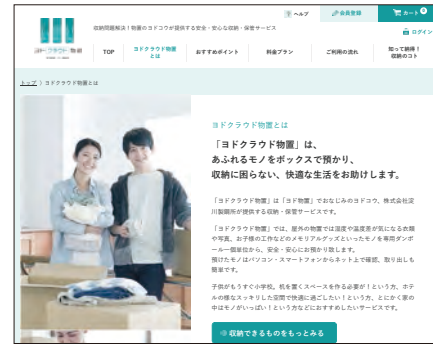 収納問題解決！物置のヨドコウが提供する安全・安心な収納・保管サービス
ヘルプ
会員登録
カート 0
ログイン
ヨド クラウド 物置
TOP
ヨドクラウド物置
とは
おすすめポイント
料金プラン
ご利用の流れ
知って納得！
収納のコト
トップ 〉ヨドクラウド物置とは
ヨドクラウド物置とは
「ヨドクラウド物置」は、
あふれるモノをボックスで預かり、
収納に困らない、快適な生活をお助けします。
「ヨドクラウド物置」は「ヨド物置」でおなじみのヨドコウ、株式会社淀
川製鋼所が提供する収納・保管サービスです。
「ヨドクラウド物置」では、屋外の物置では湿度や温度差が気になる衣類
や写真、お子様の工作などのメモリアルグッズといったモノを専用ダンボ
ール一個単位から、安全・安心にお預かり致します。
預けたモノはパソコン・スマートフォンからネット上で確認、取り出しも
簡単です。
子供がもうすぐ小学校。机を置くスペースを作る必要が！という方、ホテ
ルの様なスッキリした空間で快適に過ごしたい！という方、とにかく家の
中はモノがいっぱい！という方などにおすすめしたいサービスです。
収納できるものをもっとみる